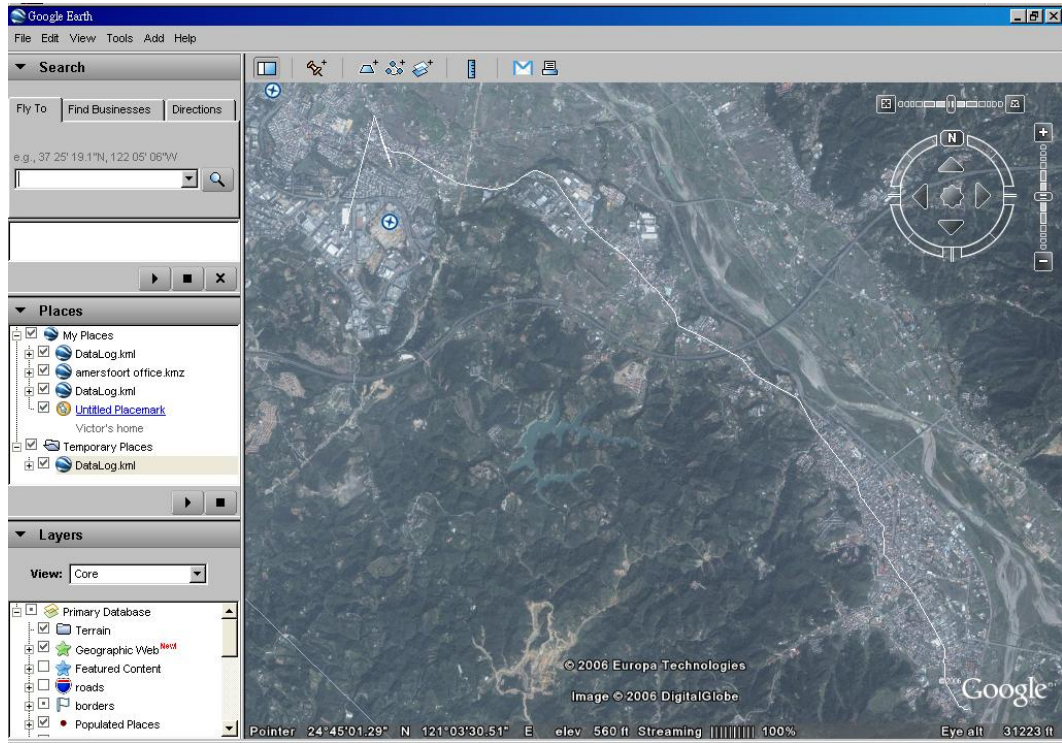 Google Earth
File Edit View Tools Add Help
Search
Fly To
Find Businesses
Directions
e.g., 37 25' 19.1"N, 122 05' 06"W
Places
My Places
DataLog.kml
amersfoort office.kmz
DataLog.kml
Untitled Placemark
Victor's home
Temporary Places
DataLog.kml
Layers
View: Core
Primary Database
Terrain
Geographic Web New!
Featured Content
roads
borders
Populated Places
N
© 2006 Europa Technologies
Image © 2006 DigitalGlobe
©2006 Google™
Pointer 24°45'01.29" N 121°03'30.51" E elev 560 ft Streaming |||||||||| 100% Eye alt 31223 ft